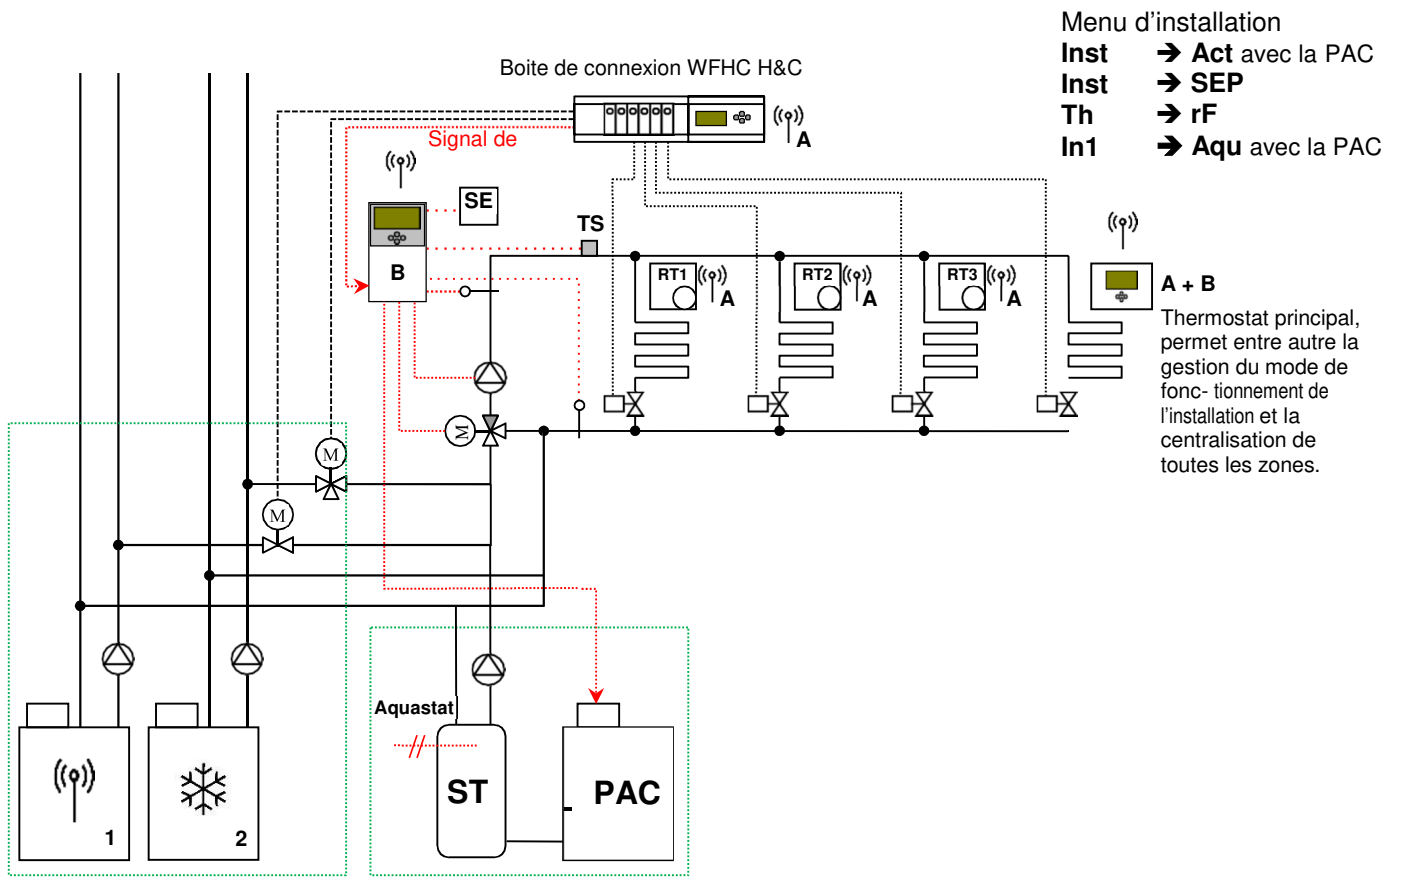 Menu d’installation
Inst ➔ Act avec la PAC
Inst ➔ SEP
Th ➔ rF
In1 ➔ Aqu avec la PAC
Boite de connexion WFHC H&C
A
Signal de
SE
TS
B
RT1
A
RT2
A
RT3
A
A + B
Thermostat principal,
permet entre autre la
gestion du mode de
fonc- tionnement de
l’installation et la
centralisation de
toutes les zones.
M
M
M
Aquastat
ST
PAC
1
2